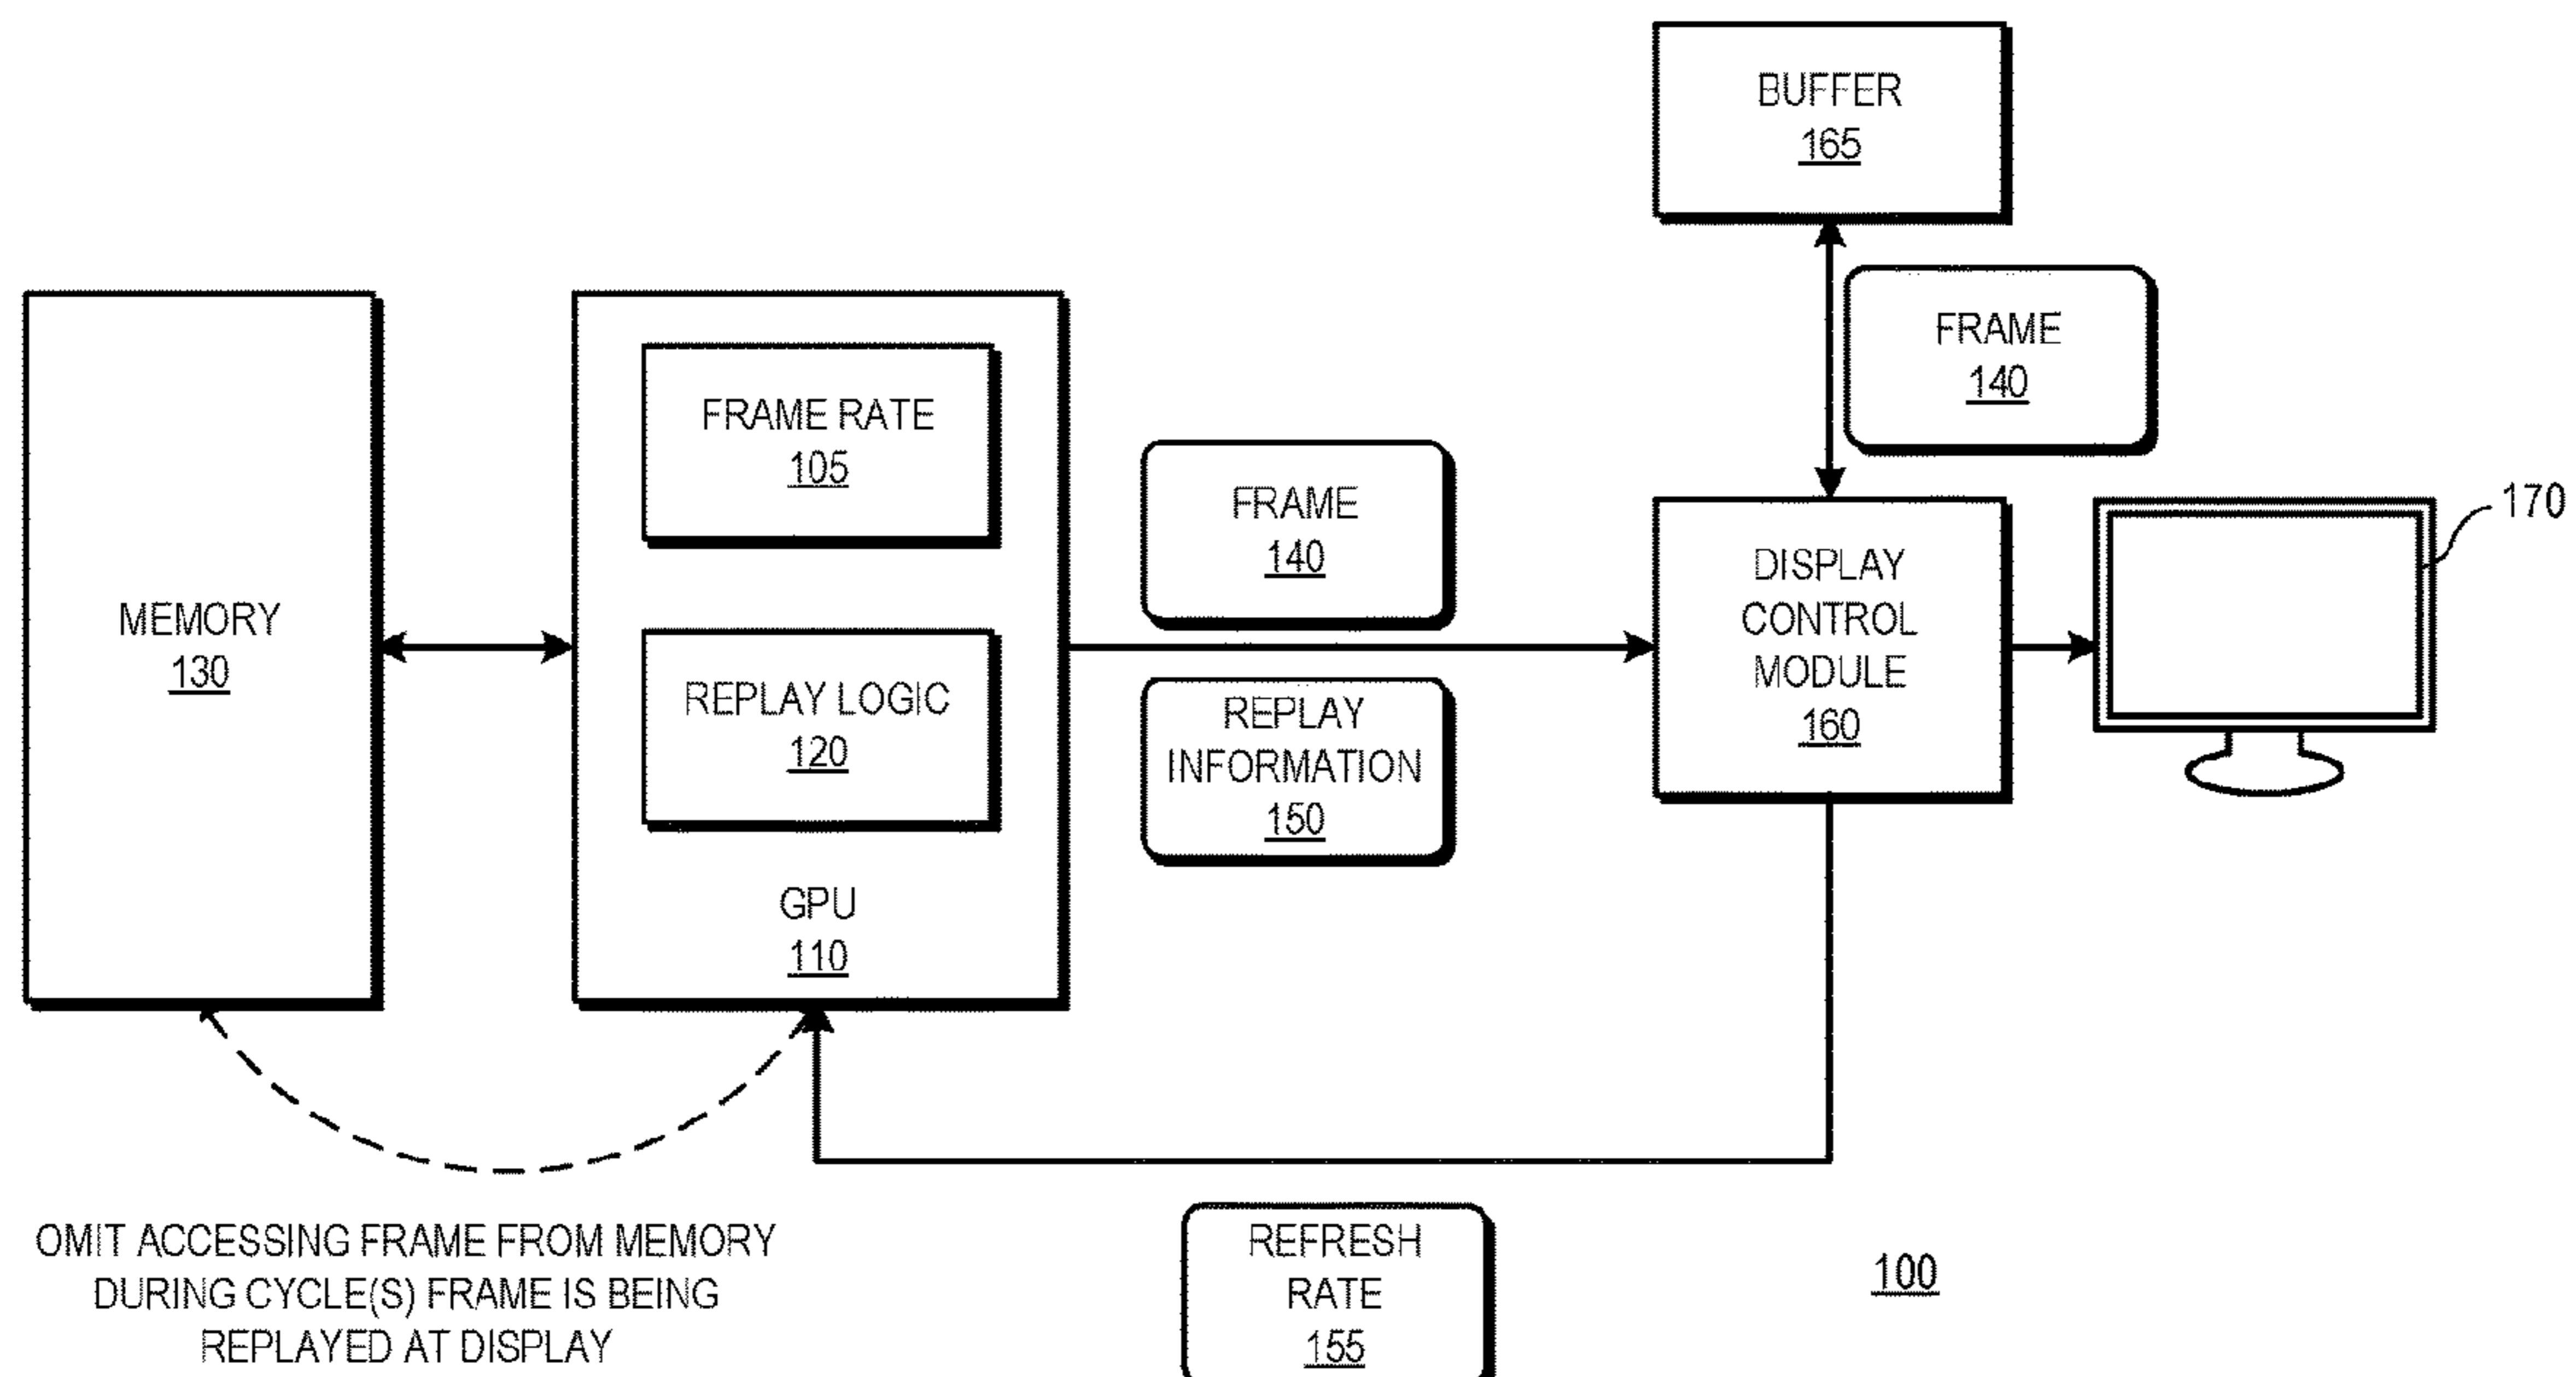 BUFFER
165
FRAME
140
MEMORY
130
FRAME RATE
105
REPLAY LOGIC
120
GPU
110
FRAME
140
REPLAY
INFORMATION
150
DISPLAY
CONTROL
MODULE
160
170
OMIT ACCESSING FRAME FROM MEMORY
DURING CYCLE(S) FRAME IS BEING
REPLAYED AT DISPLAY
REFRESH
RATE
155
100